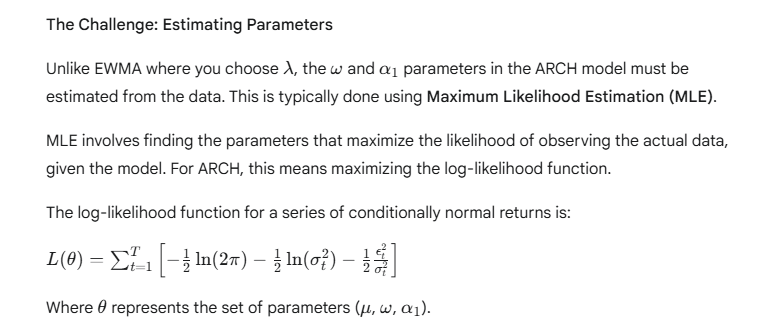 The Challenge: Estimating Parameters
Unlike EWMA where you choose λ, the ω and α₁ parameters in the ARCH model must be
estimated from the data. This is typically done using Maximum Likelihood Estimation (MLE).
MLE involves finding the parameters that maximize the likelihood of observing the actual data,
given the model. For ARCH, this means maximizing the log-likelihood function.
The log-likelihood function for a series of conditionally normal returns is:
L(θ) = ∑ᵀₜ₌₁ [−½ ln(2π) − ½ ln(σₜ²) − ½ ϵₜ²/σₜ²]
Where θ represents the set of parameters (μ, ω, α₁).